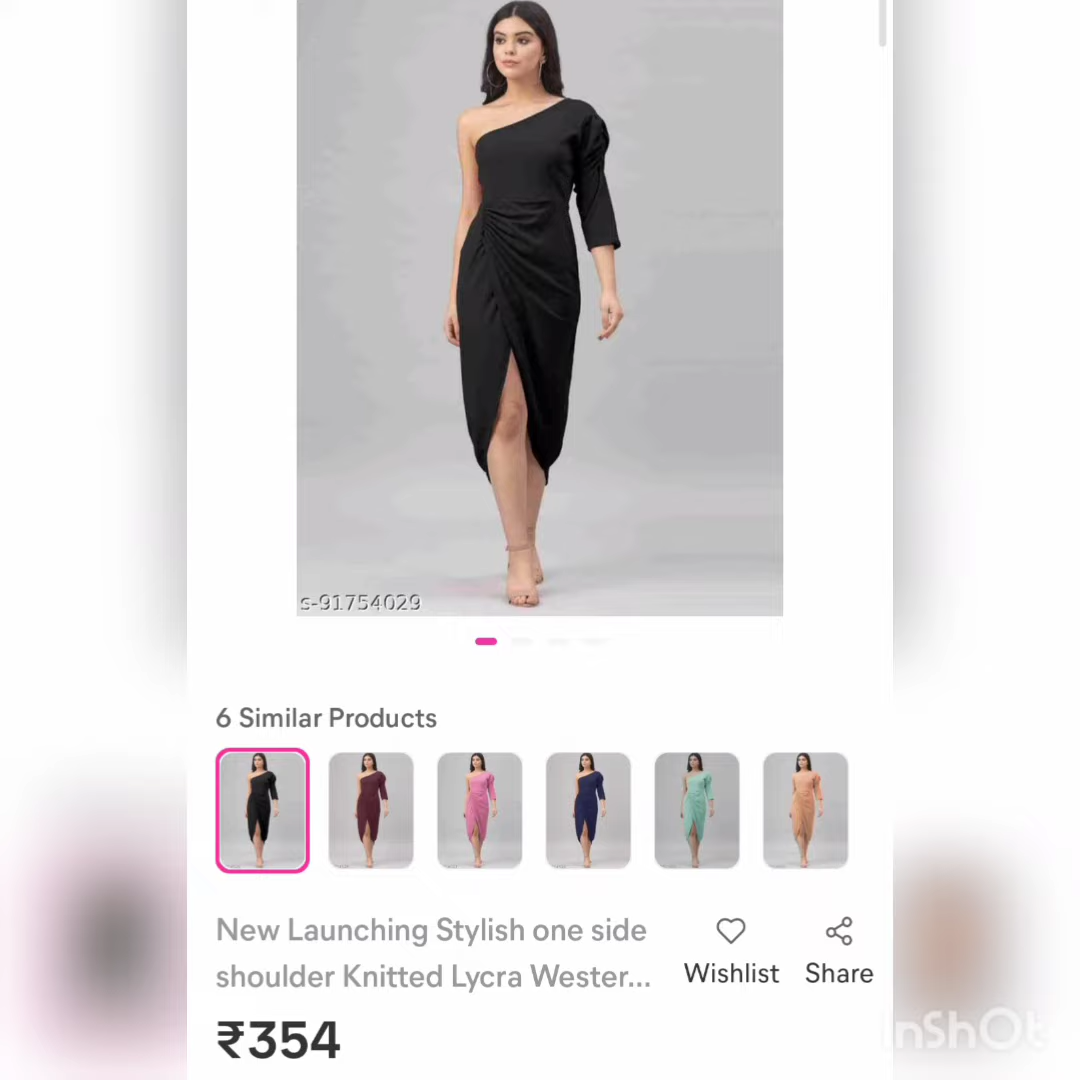 s-91754029
6 Similar Products
New Launching Stylish one side
shoulder Knitted Lycra Wester...
Wishlist
Share
₹354
InShOt